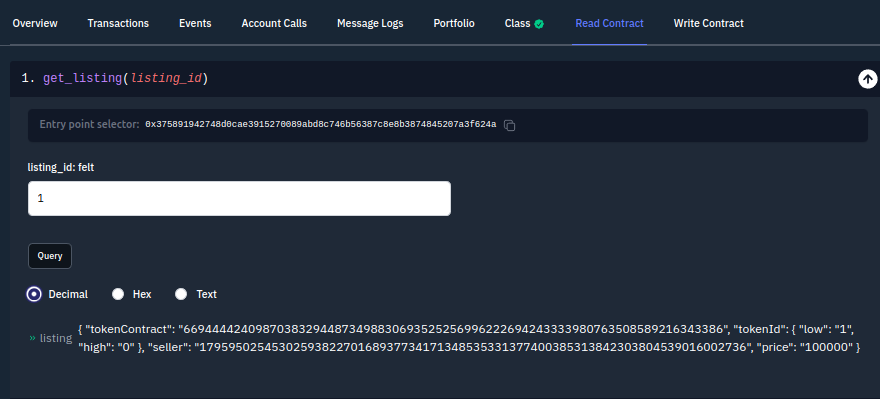 Overview Transactions Events Account Calls Message Logs Portfolio Class Read Contract Write Contract
1. get_listing(listing_id)
Entry point selector: 0x375891942748d0cae3915270089abd8c746b56387c8e8b3874845207a3f624a
listing_id: felt
1
Query
Decimal Hex Text
» listing { "tokenContract": "669444424098703832944873498830693525256996222694243333980763508589216343386", "tokenId": { "low": "1",
"high": "0" }, "seller": "1795950254530259382270168937734171348535331377400385313842303804539016002736", "price": "100000" }